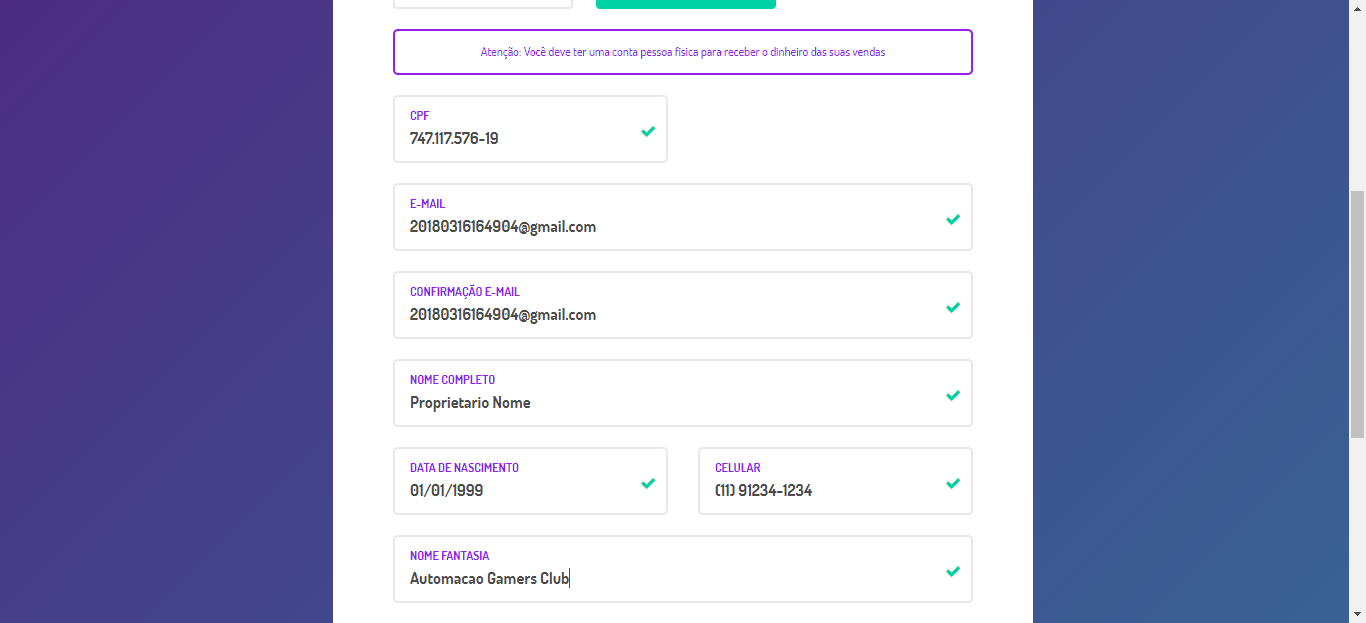 Atenção: Você deve ter uma conta pessoa física para receber o dinheiro das suas vendas
CPF
747.117.576-19
E-MAIL
20180316164904@gmail.com
CONFIRMAÇÃO E-MAIL
20180316164904@gmail.com
NOME COMPLETO
Proprietario Nome
DATA DE NASCIMENTO
01/01/1999
CELULAR
(11) 91234-1234
NOME FANTASIA
Automacao Gamers Club